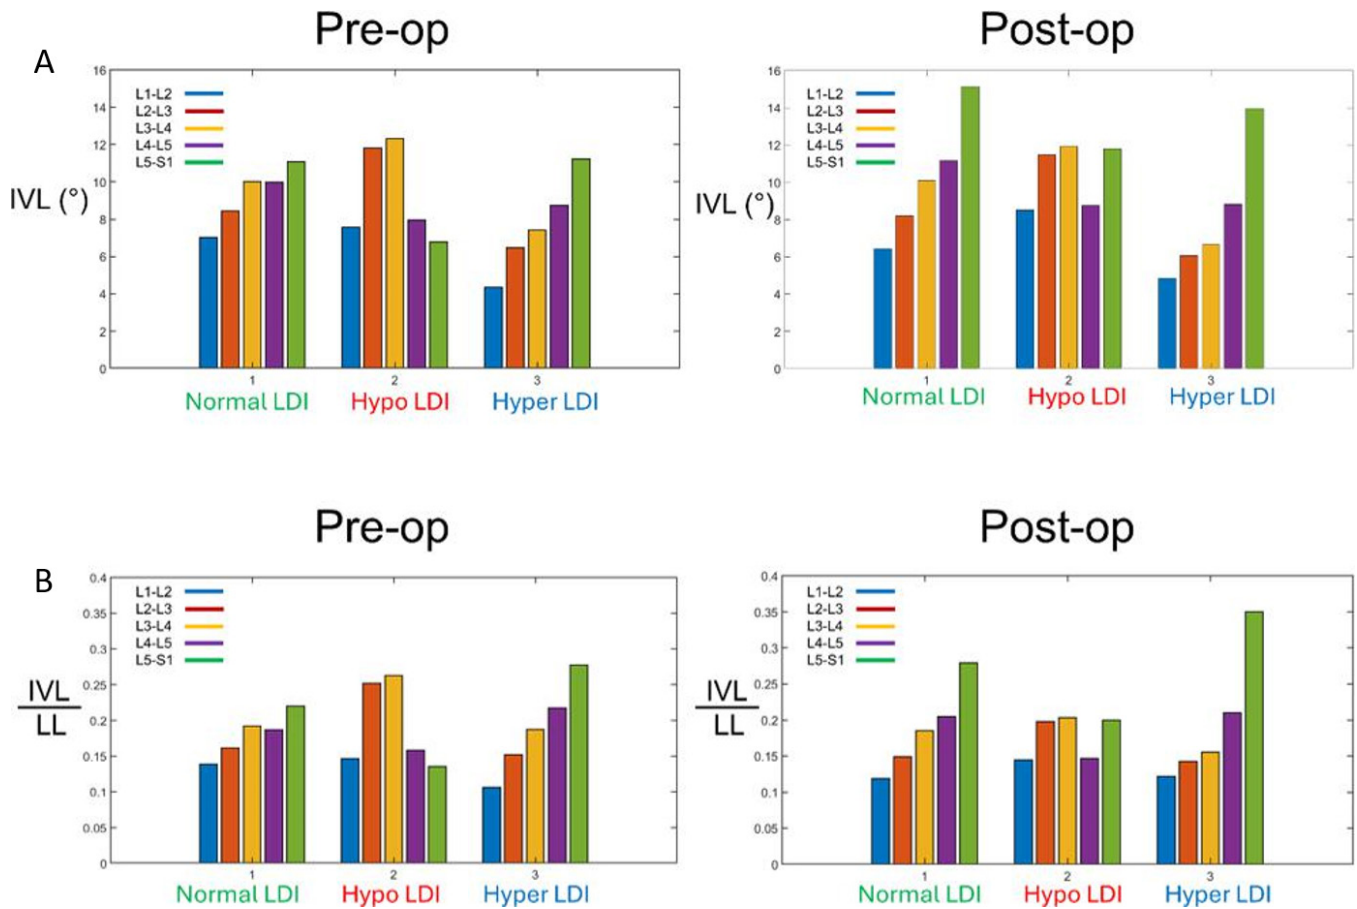 Pre-op
Post-op
A
16
14
12
10
8
6
4
2
0
L1-L2
L2-L3
L3-L4
L4-L5
L5-S1
IVL (°)
1
2
3
Normal LDI
Hypo LDI
Hyper LDI
16
14
12
10
8
6
4
2
0
L1-L2
L2-L3
L3-L4
L4-L5
L5-S1
IVL (°)
1
2
3
Normal LDI
Hypo LDI
Hyper LDI
Pre-op
Post-op
B
0.4
0.35
0.3
0.25
0.2
0.15
0.1
0.05
0
L1-L2
L2-L3
L3-L4
L4-L5
L5-S1
IVL
LL
1
2
3
Normal LDI
Hypo LDI
Hyper LDI
0.4
0.35
0.3
0.25
0.2
0.15
0.1
0.05
0
L1-L2
L2-L3
L3-L4
L4-L5
L5-S1
IVL
LL
1
2
3
Normal LDI
Hypo LDI
Hyper LDI